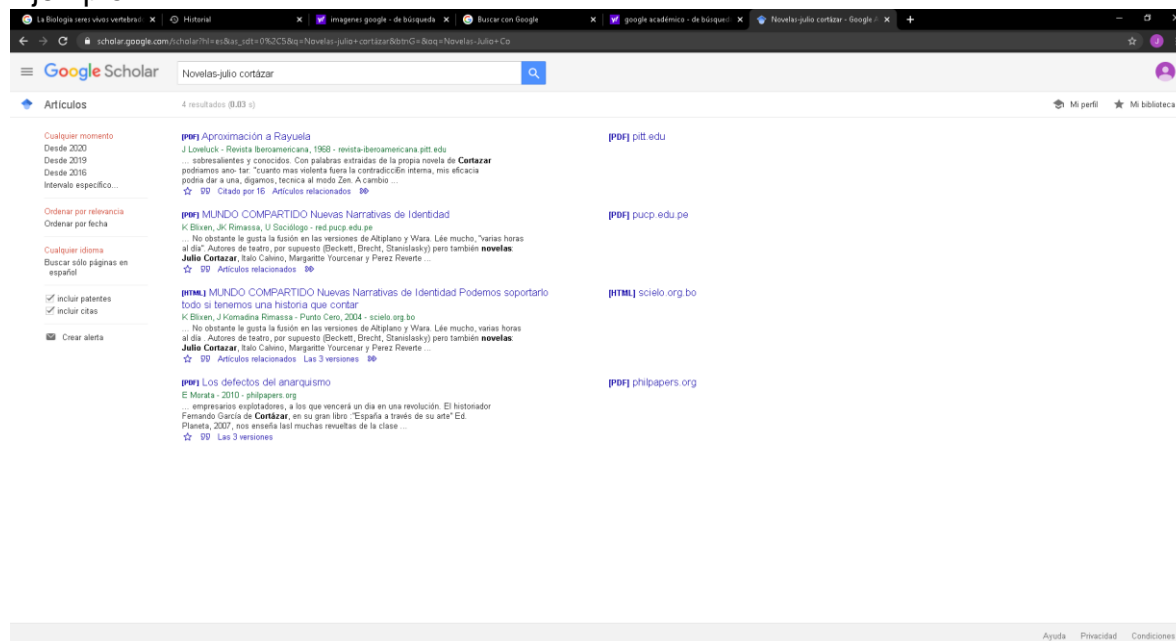 La Biología seres vivos vertebrad
Historial
imagenes google - de búsqueda
Buscar con Google
google académico - de búsqued
Novelas-julio cortázar - Google A
scholar.google.com/scholar?hl=es&as_sdt=0%2C5&q=Novelas-julio+cortázar&btnG=&oq=Novelas-Julio+Co
Google Scholar
Novelas-julio cortázar
Artículos
4 resultados (0.03 s)
Mi perfil
Mi biblioteca
Cualquier momento
Desde 2020
Desde 2019
Desde 2016
Intervalo específico...
Ordenar por relevancia
Ordenar por fecha
Cualquier idioma
Buscar sólo páginas en
español
incluir patentes
incluir citas
Crear alerta
[PDF] Aproximación a Rayuela
[PDF] pitt.edu
J Loveluck - Revista Iberoamericana, 1968 - revista-iberoamericana.pitt.edu
... sobresalientes y conocidos. Con palabras extraidas de la propia novela de Cortazar
podriamos ano- tar: "cuanto mas violenta fuera la contradicci6n interna, mis eficacia
podria dar a una, digamos, tecnica al modo Zen. A cambio ...
Citado por 16 Artículos relacionados
[PDF] MUNDO COMPARTIDO Nuevas Narrativas de Identidad
[PDF] pucp.edu.pe
K Blixen, JK Rimassa, U Sociólogo - red.pucp.edu.pe
... No obstante le gusta la fusión en las versiones de Altiplano y Wara. Lée mucho, "varias horas
al día". Autores de teatro, por supuesto (Beckett, Brecht, Stanislasky) pero también novelas:
Julio Cortazar, Italo Calvino, Margaritte Yourcenar y Perez Reverte ...
Artículos relacionados
[HTML] MUNDO COMPARTIDO Nuevas Narrativas de Identidad Podemos soportarlo
todo si tenemos una historia que contar
[HTML] scielo.org.bo
K Blixen, J Komadina Rimassa - Punto Cero, 2004 - scielo.org.bo
... No obstante le gusta la fusión en las versiones de Altiplano y Wara. Lée mucho, varias horas
al día . Autores de teatro, por supuesto (Beckett, Brecht, Stanislasky) pero también novelas:
Julio Cortazar, Italo Calvino, Margaritte Yourcenar y Perez Reverte ...
Artículos relacionados Las 3 versiones
[PDF] Los defectos del anarquismo
[PDF] philpapers.org
E Morata - 2010 - philpapers.org
... empresarios explotadores, a los que vencerá un dia en una revolución. El historiador
Fernando García de Cortázar, en su gran libro :"España a través de su arte" Ed.
Planeta, 2007, nos enseña lasI muchas revueltas de la clase ...
Las 3 versiones
Ayuda Privacidad Condiciones